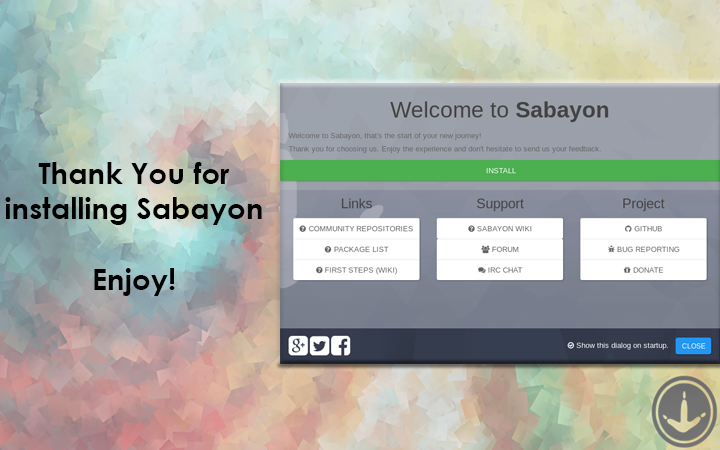 Thank You for
installing Sabayon
Enjoy!
Welcome to Sabayon
Welcome to Sabayon, that's the start of your new journey!
Thank you for choosing us. Enjoy the experience and don't hesitate to send us your feedback.
INSTALL
Links
COMMUNITY REPOSITORIES
PACKAGE LIST
FIRST STEPS (WIKI)
Support
SABAYON WIKI
FORUM
IRC CHAT
Project
GITHUB
BUG REPORTING
DONATE
Show this dialog on startup.
CLOSE